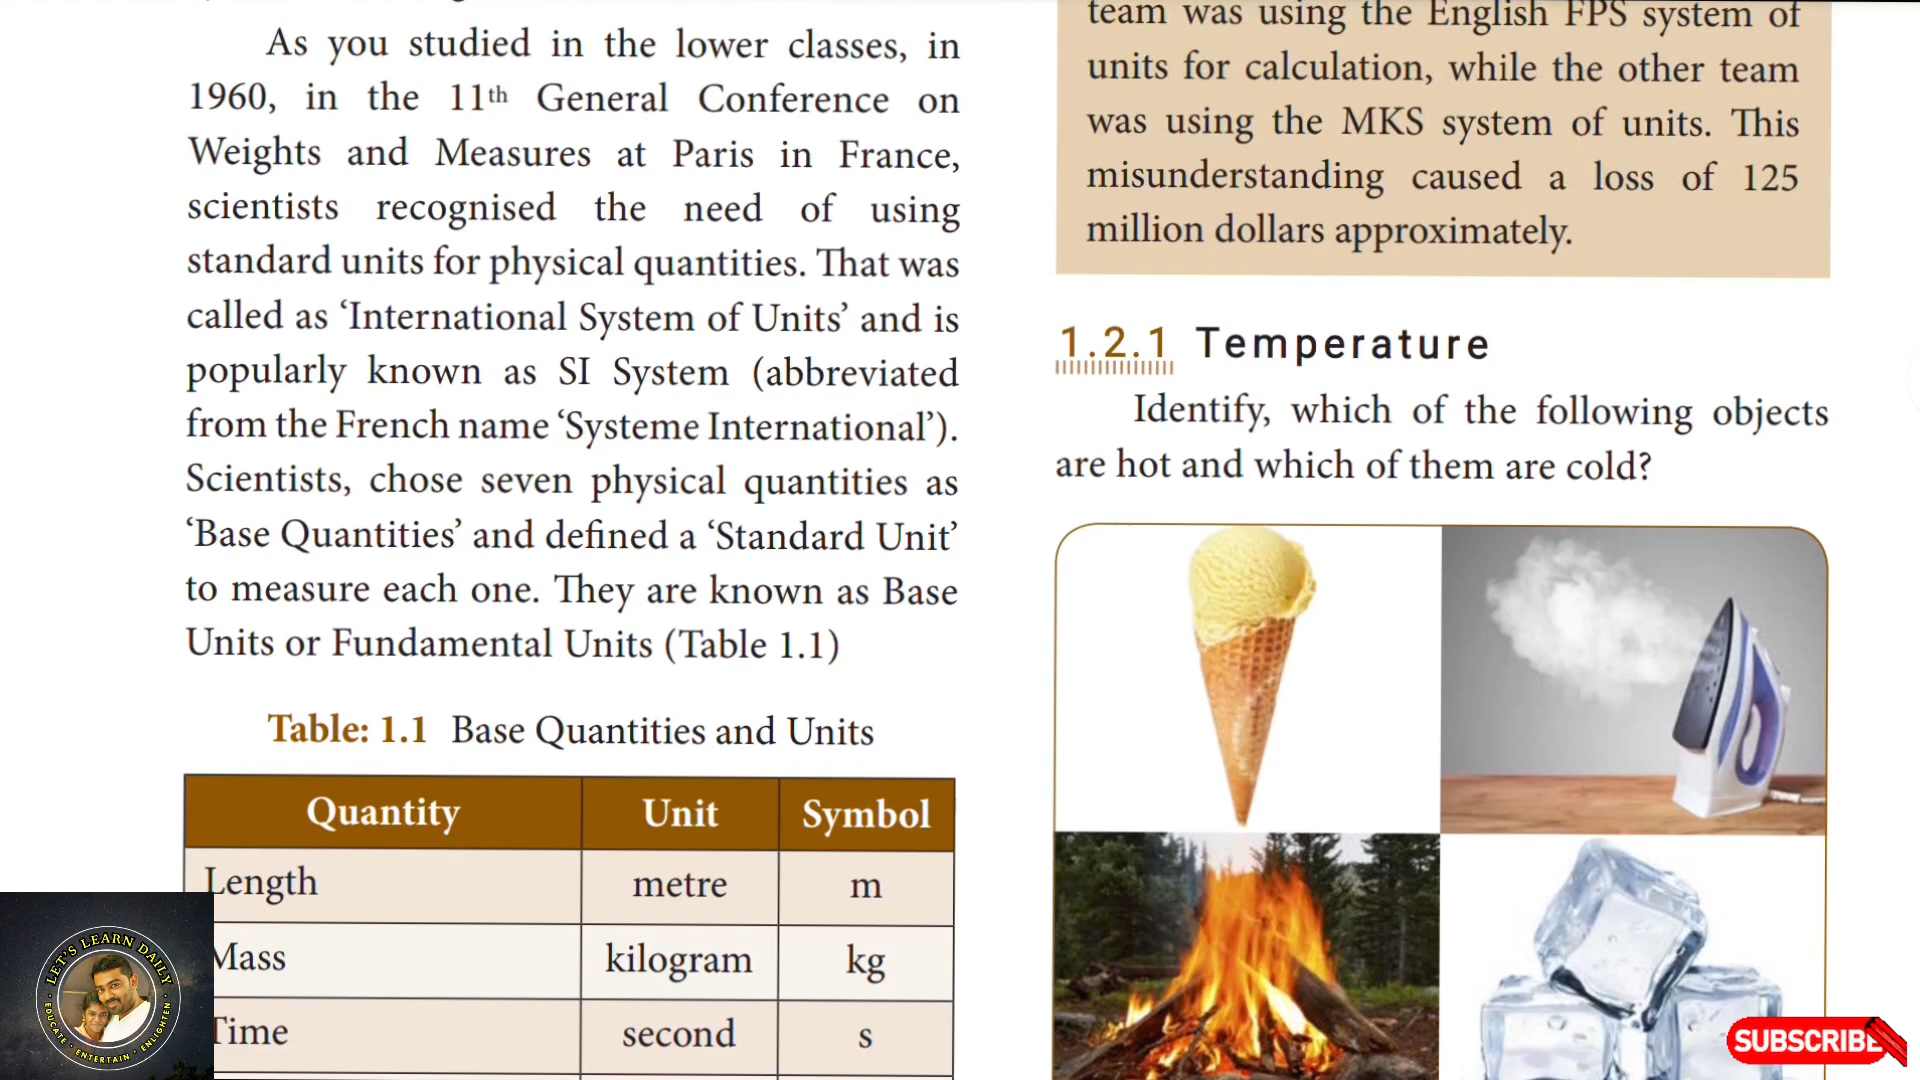 As you studied in the lower classes, in
1960, in the 11th General Conference on
Weights and Measures at Paris in France,
scientists recognised the need of using
standard units for physical quantities. That was
called as ‘International System of Units’ and is
popularly known as SI System (abbreviated
from the French name ‘Systeme International’).
Scientists, chose seven physical quantities as
‘Base Quantities’ and defined a ‘Standard Unit’
to measure each one. They are known as Base
Units or Fundamental Units (Table 1.1)
Table: 1.1 Base Quantities and Units
Quantity Unit Symbol
Length metre m
Mass kilogram kg
Time second s
team was using the English FPS system of
units for calculation, while the other team
was using the MKS system of units. This
misunderstanding caused a loss of 125
million dollars approximately.
1.2.1 Temperature
Identify, which of the following objects
are hot and which of them are cold?
LET'S LEARN DAILY
EDUCATE · ENTERTAIN · ENLIGHTEN
SUBSCRIBE